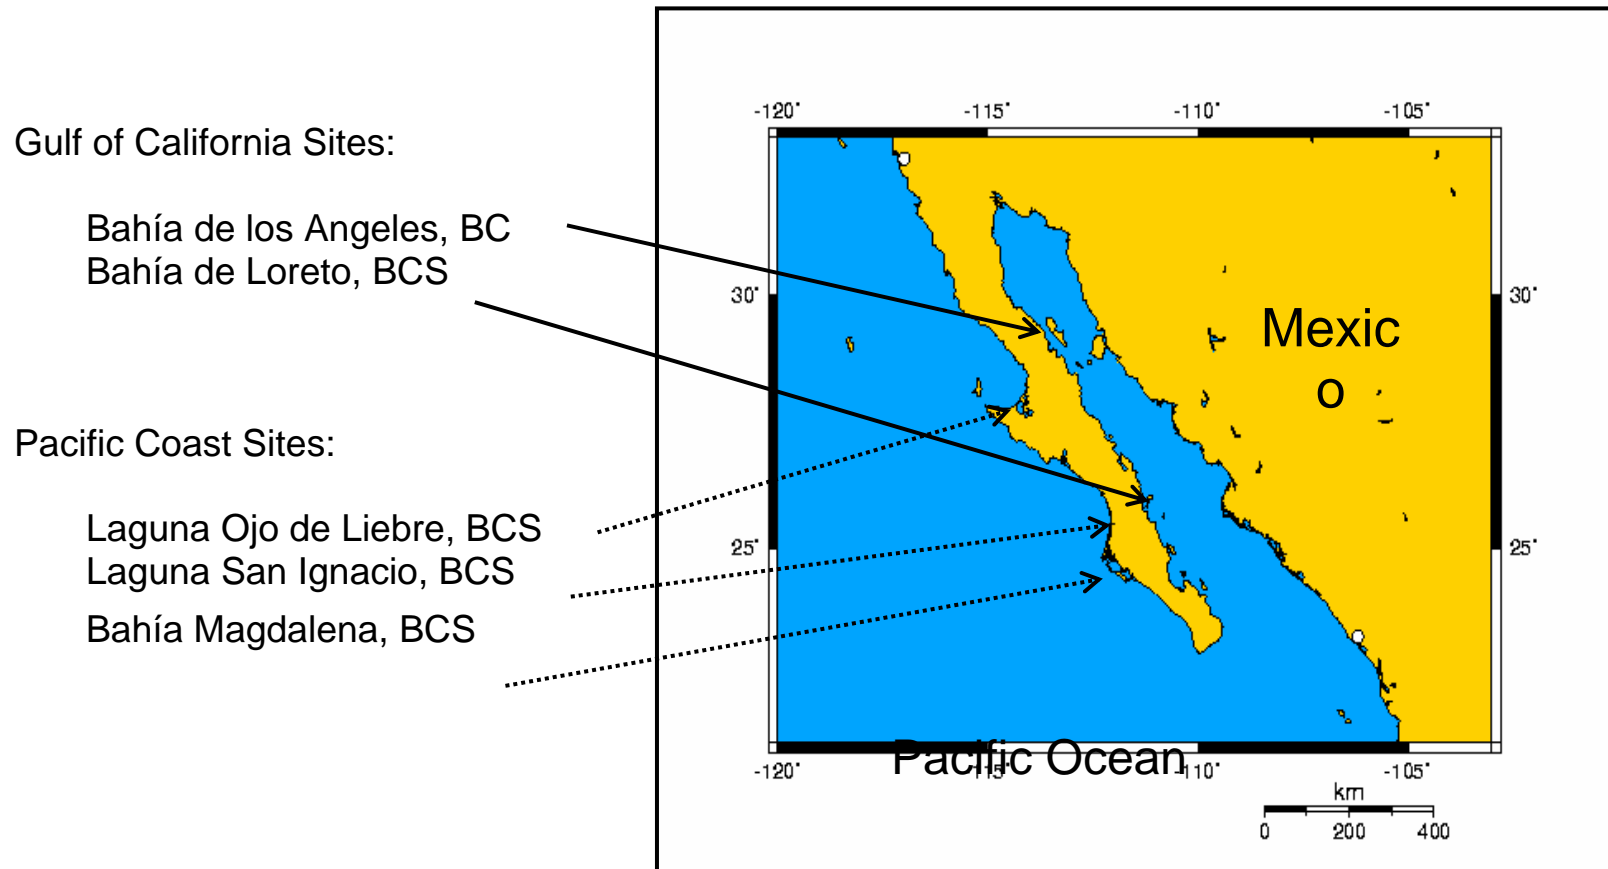 Gulf of California Sites:
Bahía de los Angeles, BC
Bahía de Loreto, BCS
Pacific Coast Sites:
Laguna Ojo de Liebre, BCS
Laguna San Ignacio, BCS
Bahía Magdalena, BCS
-120° -115° -110° -105°
30° 30°
Mexic
o
25° 25°
Pacific Ocean
-120° -115° -110° -105°
km
0 200 400